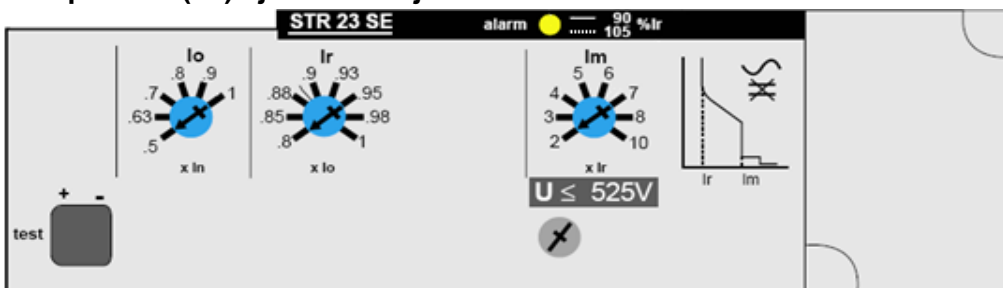 STR 23 SE alarm 90 105 %Ir
Io
.5 .63 .7 .8 .9 1
x In
Ir
.8 .85 .88 .9 .93 .95 .98 1
x Io
Im
2 3 4 5 6 7 8 10
x Ir
U ≤ 525V
Ir Im
+ -
test